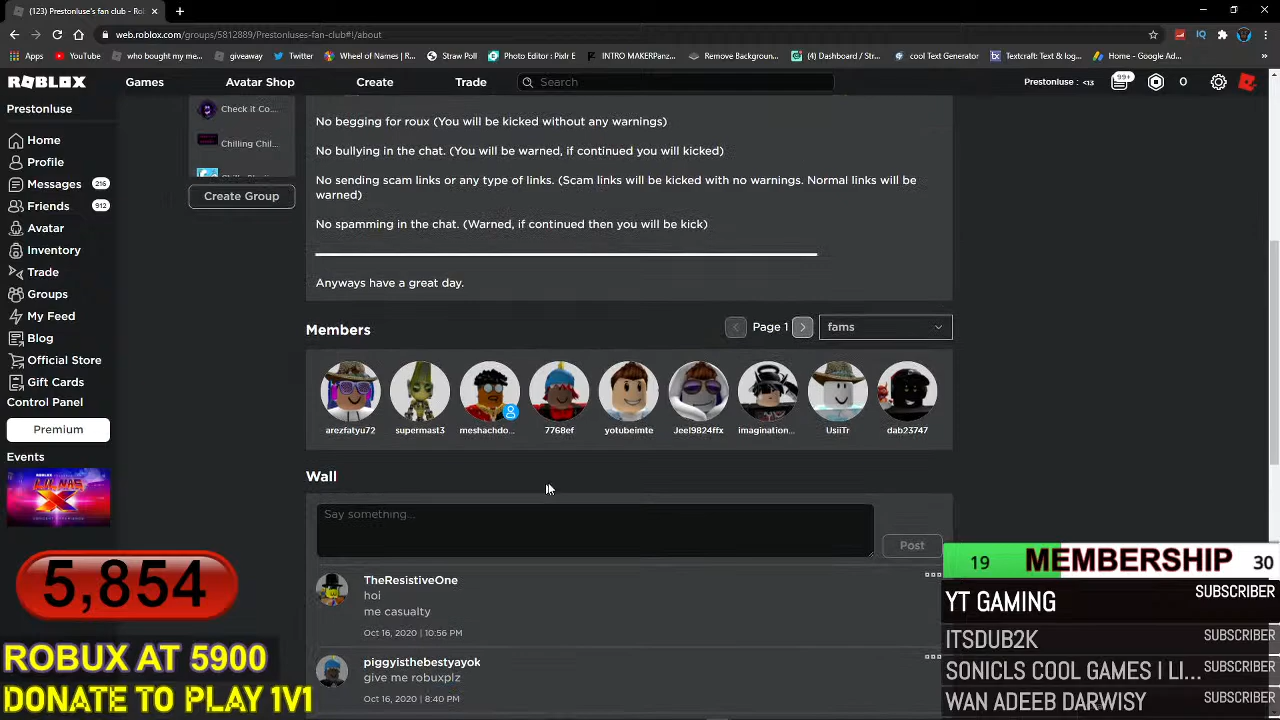 (123) Prestonluse's fan club - Ro
web.roblox.com/groups/5812889/Prestonluses-fan-club#!/about
Apps YouTube who bought my me... giveaway Twitter Wheel of Names | R... Straw Poll Photo Editor : Pixlr E INTRO MAKERPanz... Remove Background... (4) Dashboard / Str... cool Text Generator Textcraft: Text & log... Home - Google Ad...
ROBLOX Games Avatar Shop Create Trade Search Prestonluse : <13 99+ 0
Prestonluse
Home
Profile
Messages 216
Friends 912
Avatar
Inventory
Trade
Groups
My Feed
Blog
Official Store
Gift Cards
Control Panel
Premium
Events
Check it Co...
Chilling Chil...
Create Group
No begging for roux (You will be kicked without any warnings)
No bullying in the chat. (You will be warned, if continued you will kicked)
No sending scam links or any type of links. (Scam links will be kicked with no warnings. Normal links will be
warned)
No spamming in the chat. (Warned, if continued then you will be kick)
Anyways have a great day.
Members Page 1 fams
arezfatyu72 supermast3 meshachdo... 7768ef yotubeimte Jeel9824ffx imagination... UsiiTr dab23747
Wall
Say something...
Post
TheResistiveOne
hoi
me casualty
Oct 16, 2020 | 10:56 PM
piggyisthebestyayok
give me robuxplz
Oct 16, 2020 | 8:40 PM
5,854
ROBUX AT 5900
DONATE TO PLAY 1V1
19 MEMBERSHIP 30
YT GAMING SUBSCRIBER
ITSDUB2K SUBSCRIBER
SONICLS COOL GAMES I LI... SUBSCRIBER
WAN ADEEB DARWISY SUBSCRIBER